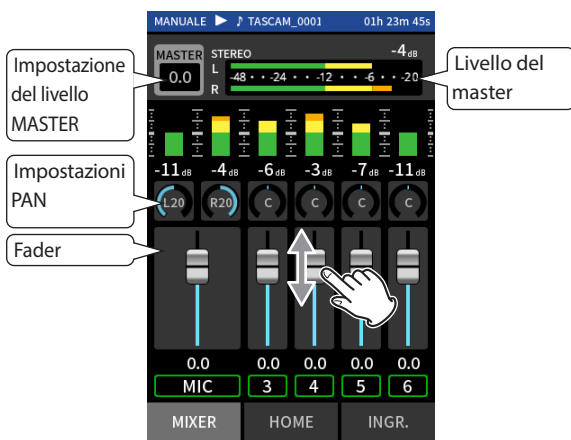 MANUALE ▶ ♪ TASCAM_0001 01h 23m 45s
MASTER STEREO -4dB
0.0
L
-48 · · -24 · · -12 · · -6 · · -20
R
Impostazione
del livello
MASTER
Livello del
master
-11dB -4dB -6dB -3dB -7dB -11dB
Impostazioni
PAN
L20 R20 C C C C
Fader
0.0 0.0 0.0 0.0 0.0
MIC 3 4 5 6
MIXER HOME INGR.